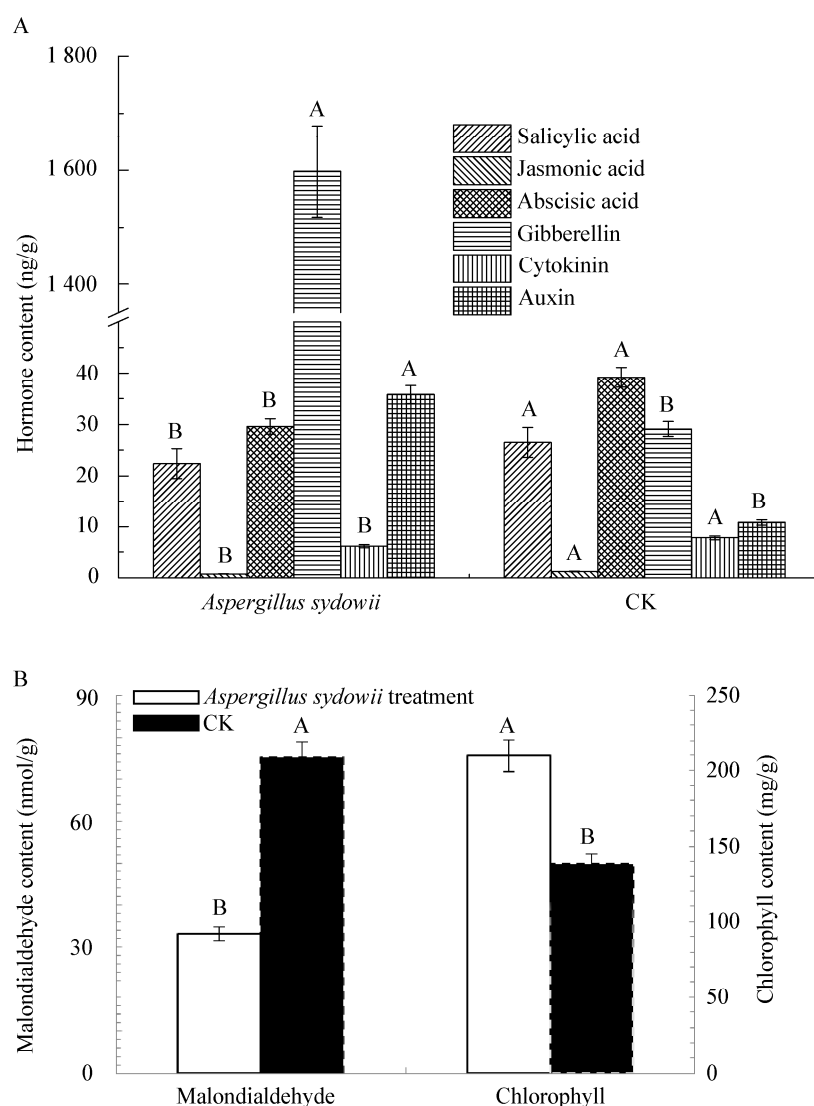 A
1 800
A
Salicylic acid
Jasmonic acid
1 600
Abscisic acid
Gibberellin
Cytokinin
1 400
Auxin
Hormone content (ng/g)
40
A
A
30
B
B
A
B
20
10
B
B
A
A
B
0
Aspergillus sydowii
CK
B
90
Aspergillus sydowii treatment
250
CK
A
A
200
60
B
150
Malondialdehyde content (nmol/g)
Chlorophyll content (mg/g)
B
100
30
50
0
0
Malondialdehyde
Chlorophyll